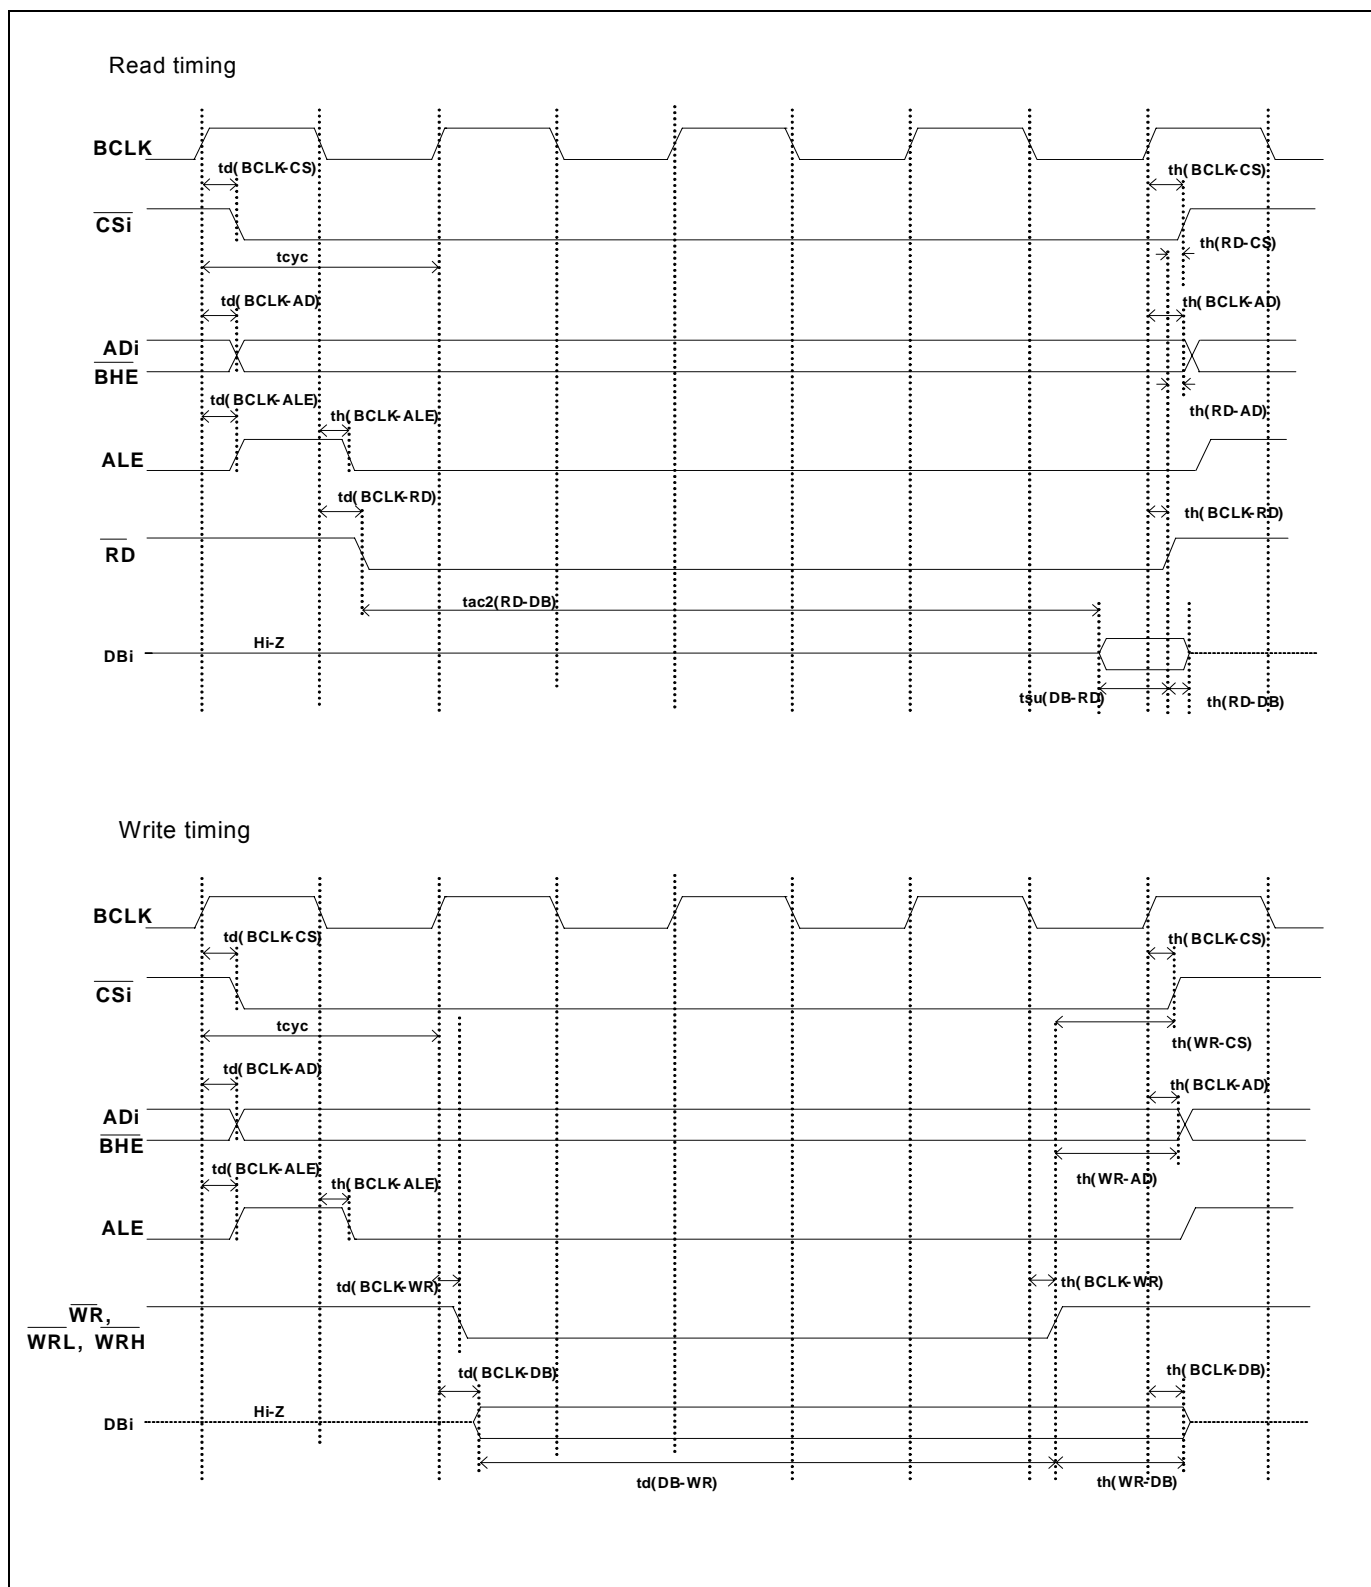 Read timing
BCLK
td(BCLK-CS)
th(BCLK-CS)
CSi
th(RD-CS)
tcyc
td(BCLK-AD)
th(BCLK-AD)
ADi
BHE
td(BCLK-ALE)
th(BCLK-ALE)
th(RD-AD)
ALE
td(BCLK-RD)
th(BCLK-RD)
RD
tac2(RD-DB)
Hi-Z
DBi
tsu(DB-RD)
th(RD-DB)
Write timing
BCLK
td(BCLK-CS)
th(BCLK-CS)
CSi
tcyc
th(WR-CS)
td(BCLK-AD)
th(BCLK-AD)
ADi
BHE
td(BCLK-ALE)
th(BCLK-ALE)
th(WR-AD)
ALE
td(BCLK-WR)
th(BCLK-WR)
WR,
WRL, WRH
td(BCLK-DB)
th(BCLK-DB)
Hi-Z
DBi
td(DB-WR)
th(WR-DB)